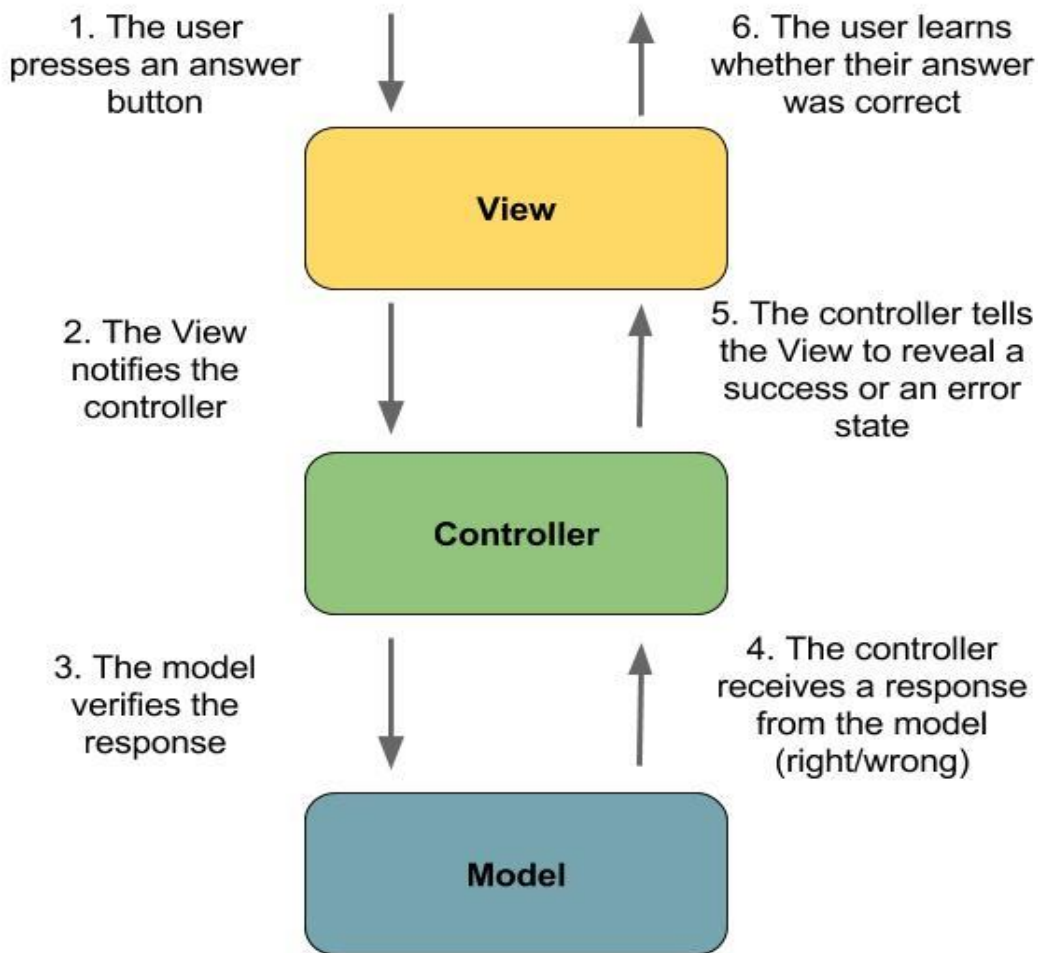 1. The user
presses an answer
button
6. The user learns
whether their answer
was correct
View
2. The View
notifies the
controller
5. The controller tells
the View to reveal a
success or an error
state
Controller
3. The model
verifies the
response
4. The controller
receives a response
from the model
(right/wrong)
Model